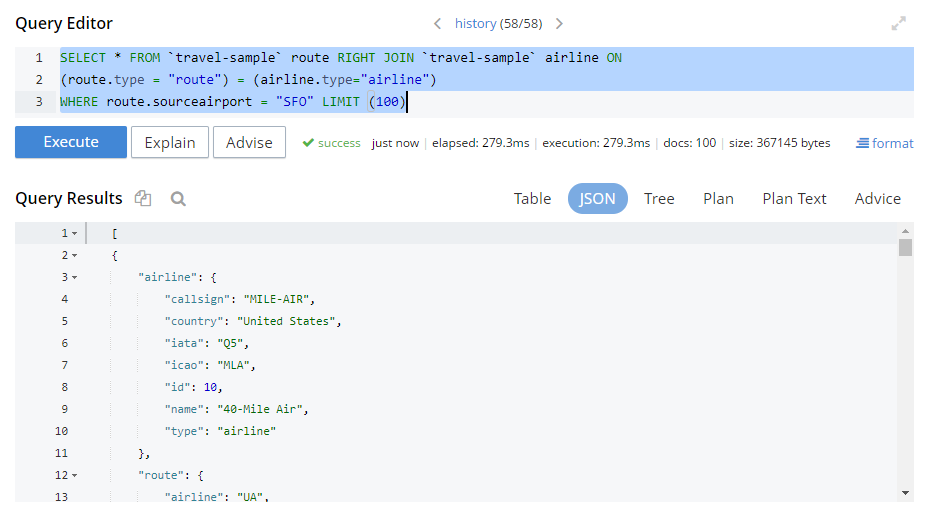 Query Editor
history (58/58)
1 SELECT * FROM `travel-sample` route RIGHT JOIN `travel-sample` airline ON
2 (route.type = "route") = (airline.type="airline")
3 WHERE route.sourceairport = "SFO" LIMIT (100)
Execute Explain Advise success just now | elapsed: 279.3ms | execution: 279.3ms | docs: 100 | size: 367145 bytes format
Query Results Table JSON Tree Plan Plan Text Advice
1 [
2 {
3 "airline": {
4 "callsign": "MILE-AIR",
5 "country": "United States",
6 "iata": "Q5",
7 "icao": "MLA",
8 "id": 10,
9 "name": "40-Mile Air",
10 "type": "airline"
11 },
12 "route": {
13 "airline": "UA",